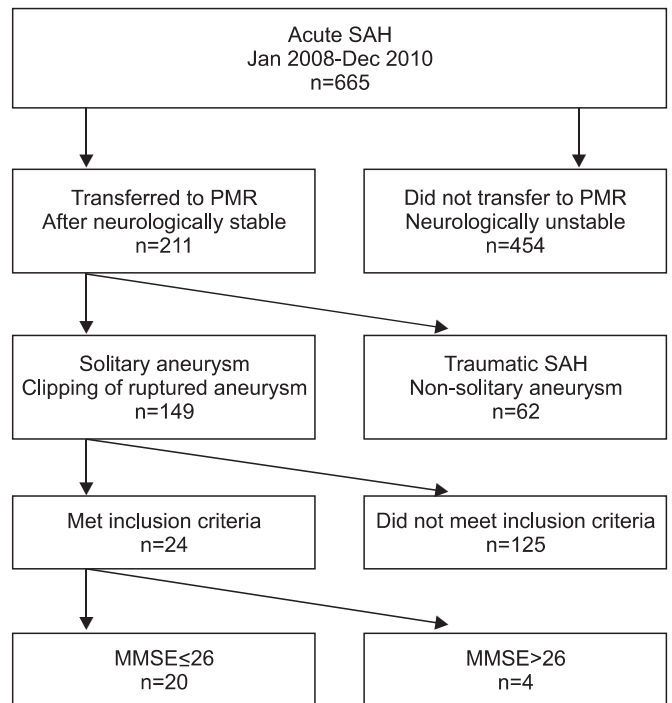 Acute SAH
Jan 2008-Dec 2010
n=665
Transferred to PMR
After neurologically stable
n=211
Did not transfer to PMR
Neurologically unstable
n=454
Solitary aneurysm
Clipping of ruptured aneurysm
n=149
Traumatic SAH
Non-solitary aneurysm
n=62
Met inclusion criteria
n=24
Did not meet inclusion criteria
n=125
MMSE≤26
n=20
MMSE>26
n=4